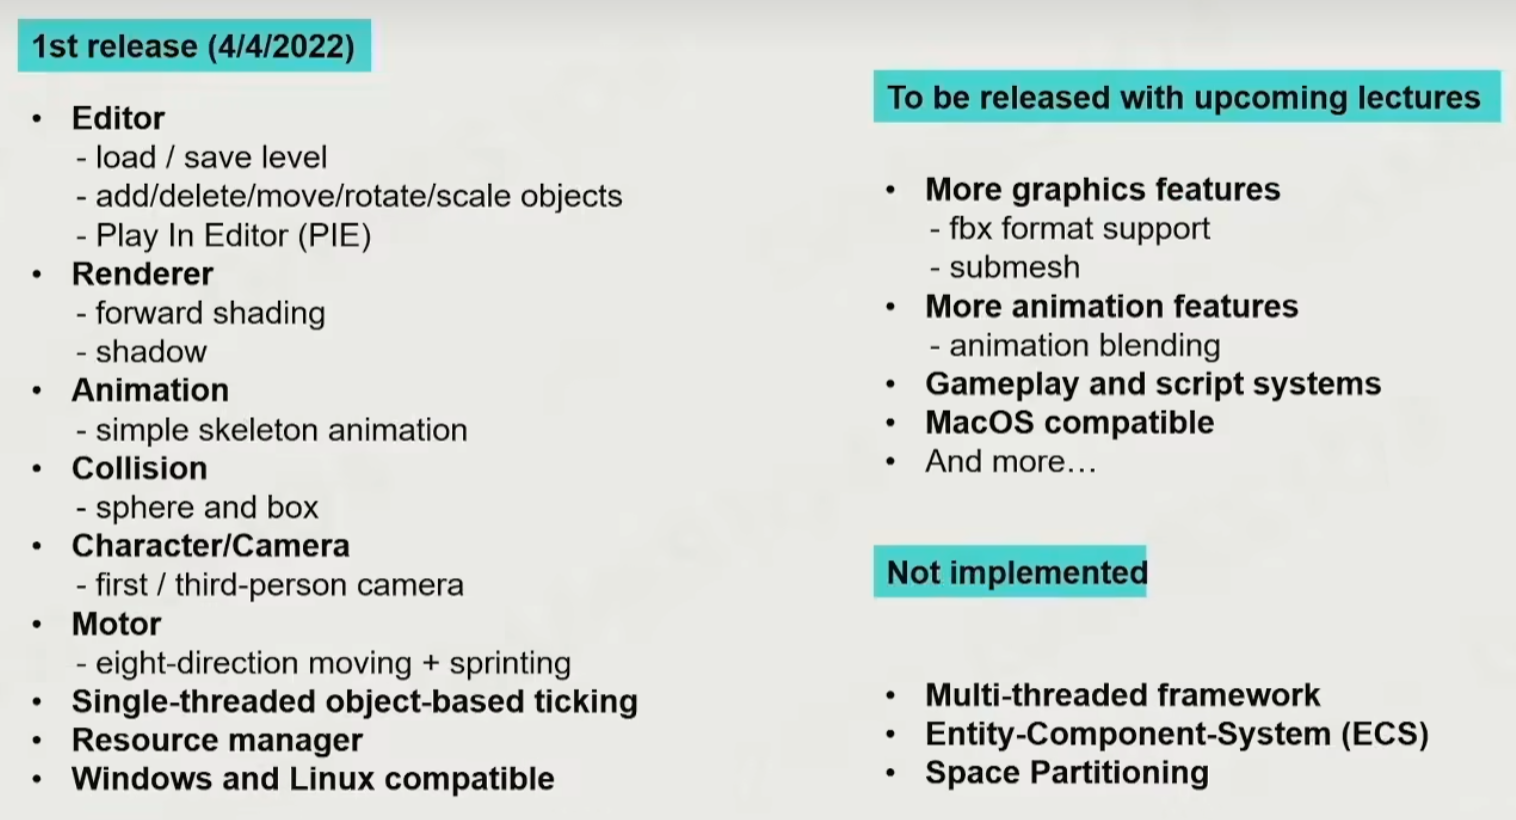 1st release (4/4/2022)
• Editor
- load / save level
- add/delete/move/rotate/scale objects
- Play In Editor (PIE)
• Renderer
- forward shading
- shadow
• Animation
- simple skeleton animation
• Collision
- sphere and box
• Character/Camera
- first / third-person camera
• Motor
- eight-direction moving + sprinting
• Single-threaded object-based ticking
• Resource manager
• Windows and Linux compatible
To be released with upcoming lectures
• More graphics features
- fbx format support
- submesh
• More animation features
- animation blending
• Gameplay and script systems
• MacOS compatible
• And more…
Not implemented
• Multi-threaded framework
• Entity-Component-System (ECS)
• Space Partitioning